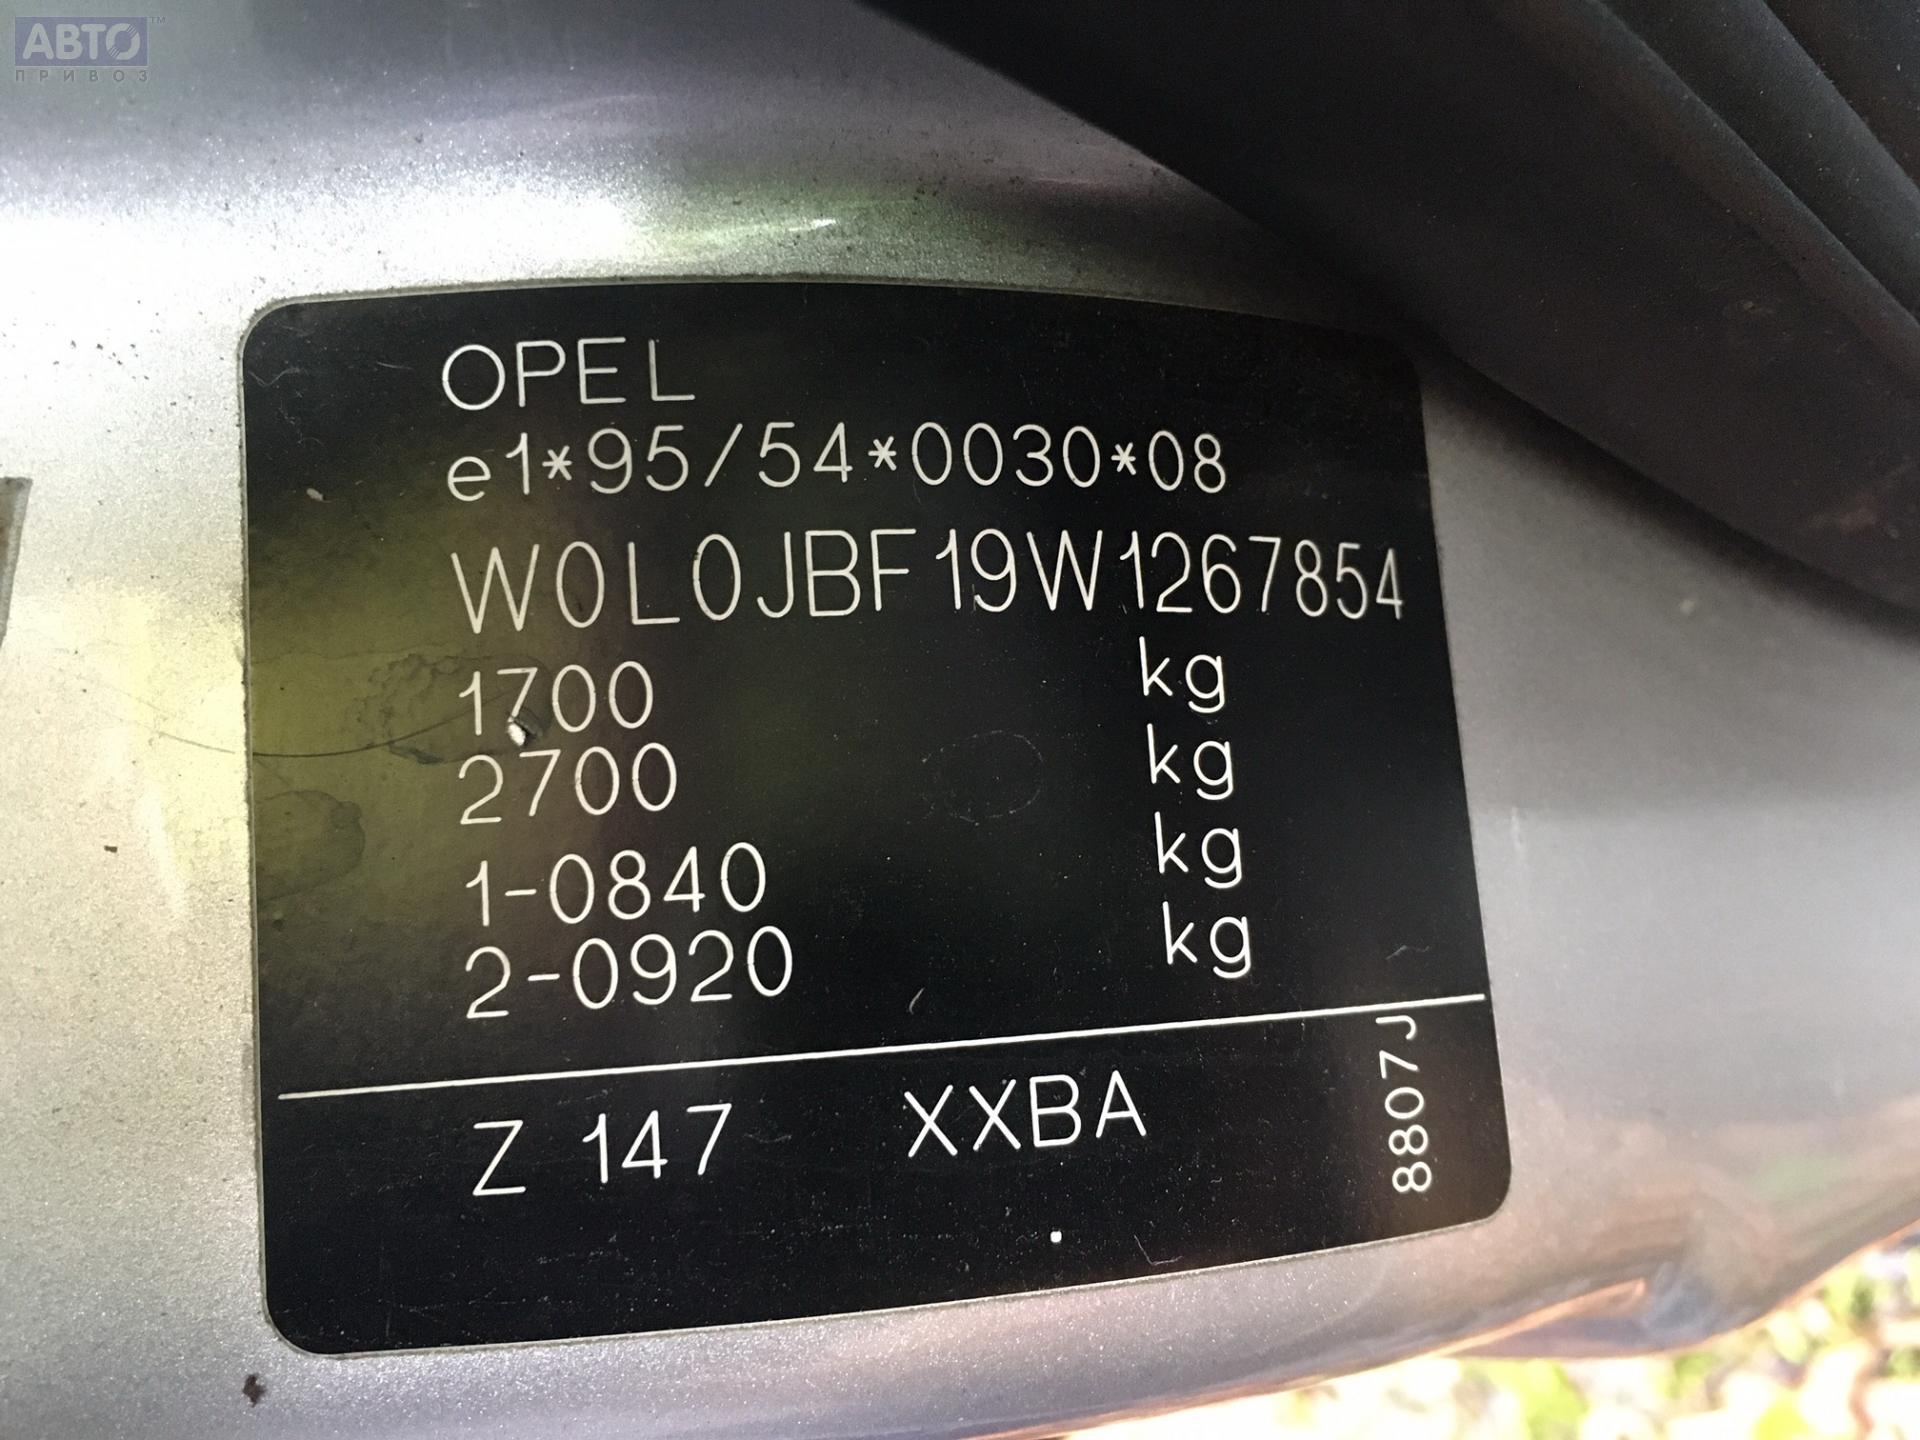 АВТО™
ПРИВОЗ
OPEL
e1*95/54*0030*08
W0L0JBF19W1267854
1700 kg
2700 kg
1-0840 kg
2-0920 kg
Z 147 XXBA
8807J